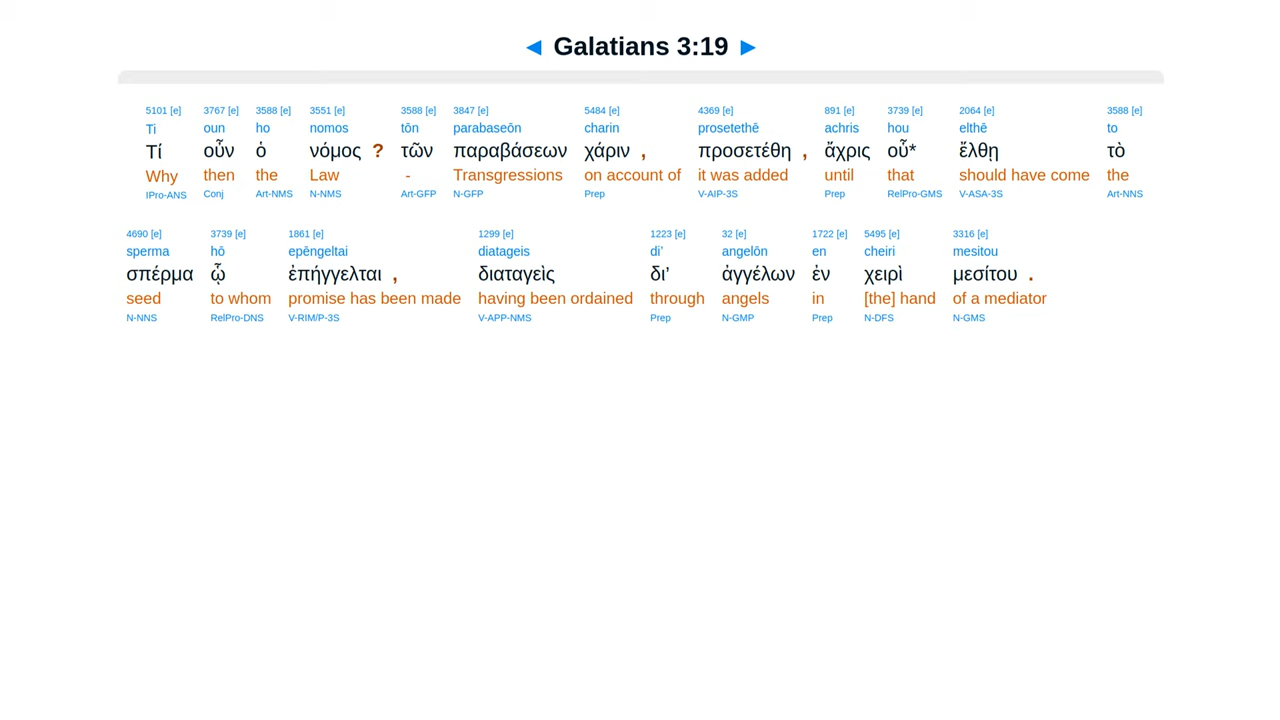 ◄ Galatians 3:19 ►
5101 [e] 3767 [e] 3588 [e] 3551 [e] 3588 [e] 3847 [e] 5484 [e] 4369 [e] 891 [e] 3739 [e] 2064 [e] 3588 [e]
Ti oun ho nomos tōn parabaseōn charin prosetethē achris hou elthē to
Τί οὖν ὁ νόμος ? τῶν παραβάσεων χάριν , προσετέθη , ἄχρις οὗ* ἔλθῃ τὸ
Why then the Law - Transgressions on account of it was added until that should have come the
IPro-ANS Conj Art-NMS N-NMS Art-GFP N-GFP Prep V-AIP-3S Prep RelPro-GMS V-ASA-3S Art-NNS
4690 [e] 3739 [e] 1861 [e] 1299 [e] 1223 [e] 32 [e] 1722 [e] 5495 [e] 3316 [e]
sperma hō epēngeltai diatageis di’ angelōn en cheiri mesitou
σπέρμα ᾧ ἐπήγγελται , διαταγεὶς δι’ ἀγγέλων ἐν χειρὶ μεσίτου .
seed to whom promise has been made having been ordained through angels in [the] hand of a mediator
N-NNS RelPro-DNS V-RIM/P-3S V-APP-NMS Prep N-GMP Prep N-DFS N-GMS